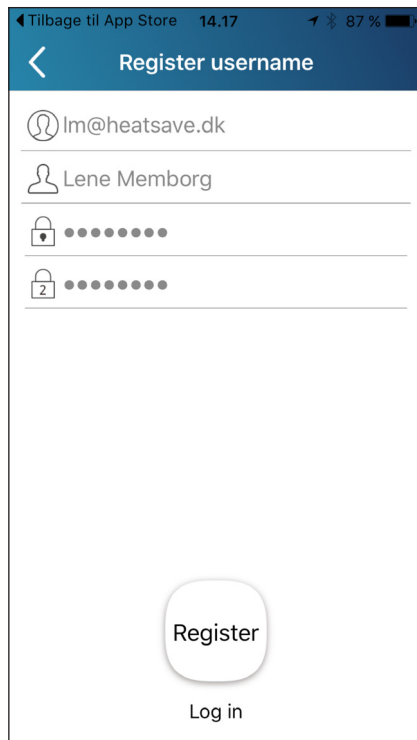 Tilbage til App Store 14.17 87 %
Register username
lm@heatsave.dk
Lene Memborg
●●●●●●●●
2 ●●●●●●●●
Register
Log in